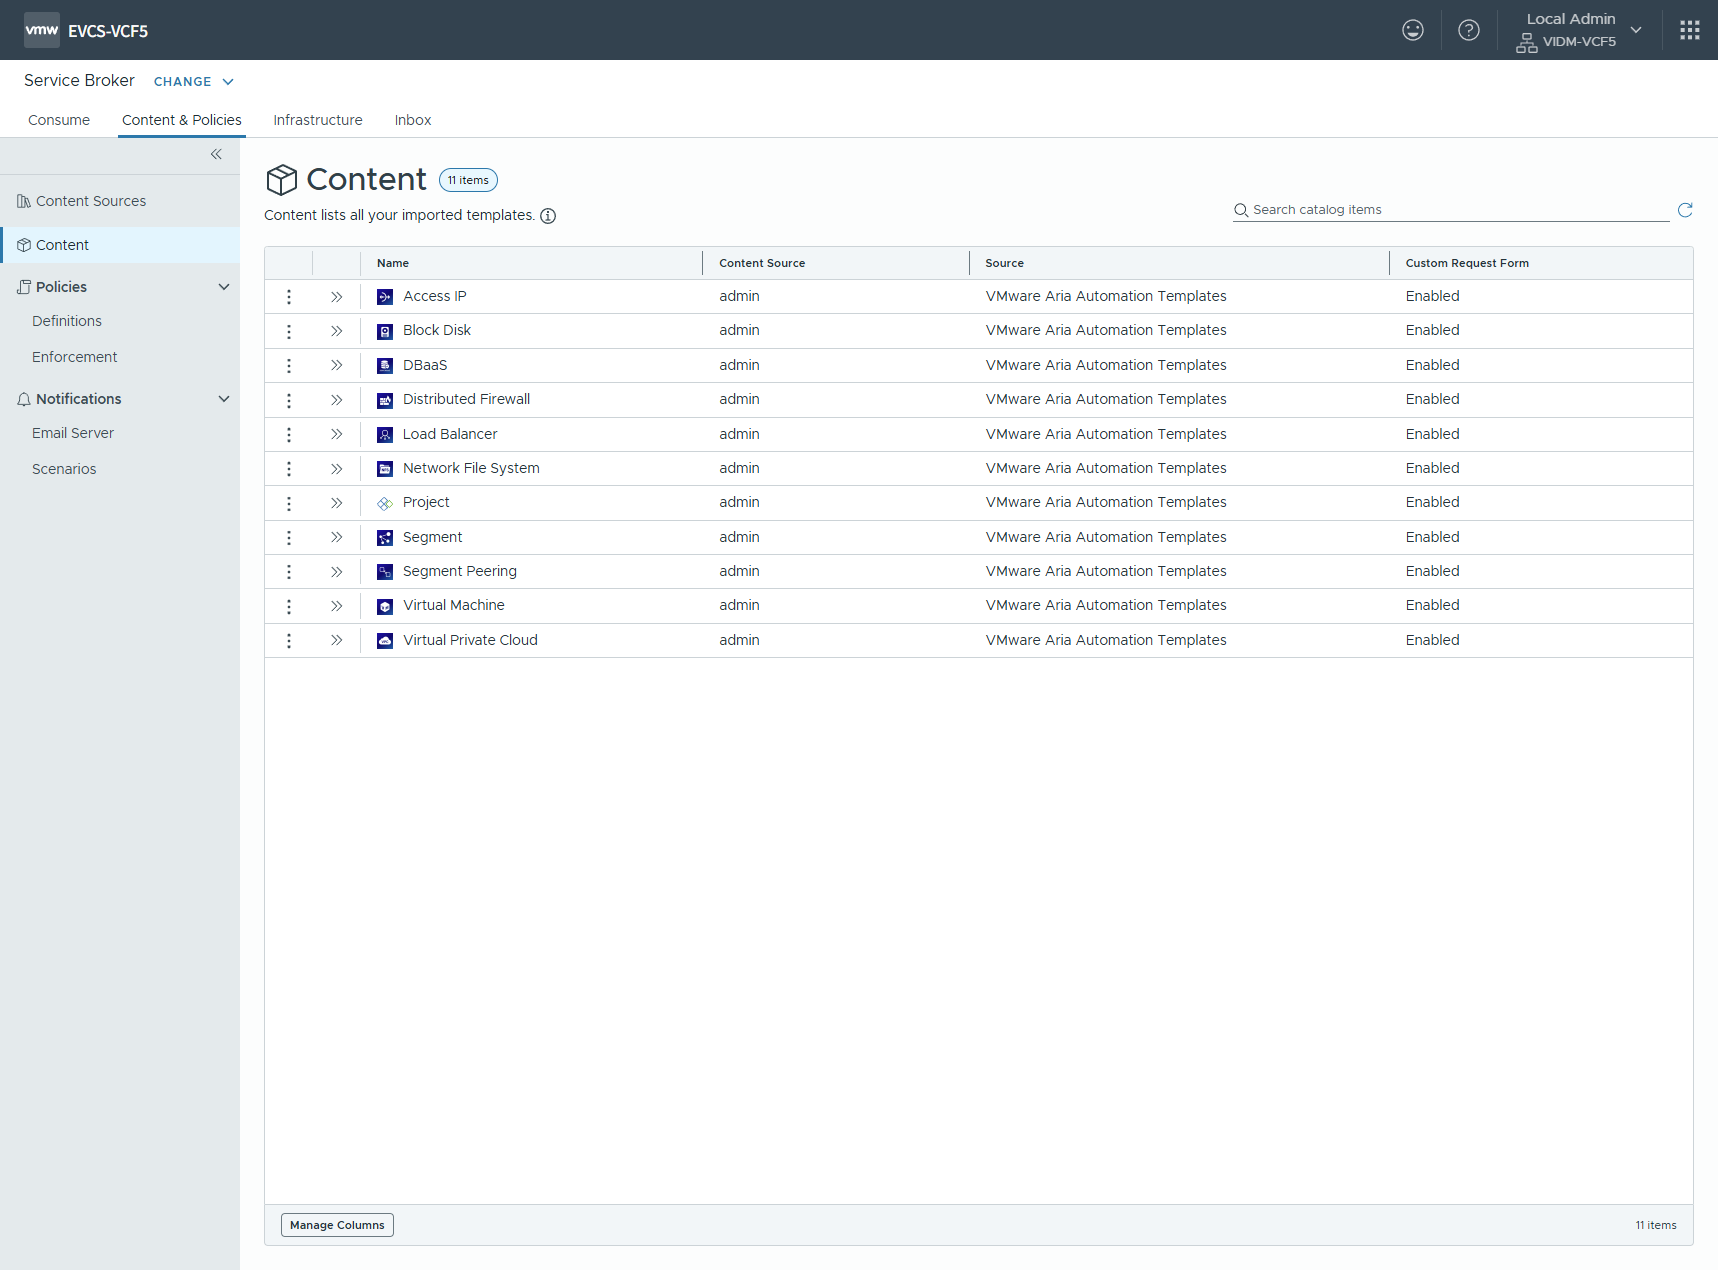 vmw EVCS-VCF5
Local Admin
VIDM-VCF5
Service Broker CHANGE
Consume Content & Policies Infrastructure Inbox
Content Sources
Content
Policies
Definitions
Enforcement
Notifications
Email Server
Scenarios
Content 11 items
Content lists all your imported templates.
Search catalog items
Name Content Source Source Custom Request Form
Access IP admin VMware Aria Automation Templates Enabled
Block Disk admin VMware Aria Automation Templates Enabled
DBaaS admin VMware Aria Automation Templates Enabled
Distributed Firewall admin VMware Aria Automation Templates Enabled
Load Balancer admin VMware Aria Automation Templates Enabled
Network File System admin VMware Aria Automation Templates Enabled
Project admin VMware Aria Automation Templates Enabled
Segment admin VMware Aria Automation Templates Enabled
Segment Peering admin VMware Aria Automation Templates Enabled
Virtual Machine admin VMware Aria Automation Templates Enabled
Virtual Private Cloud admin VMware Aria Automation Templates Enabled
Manage Columns 11 items